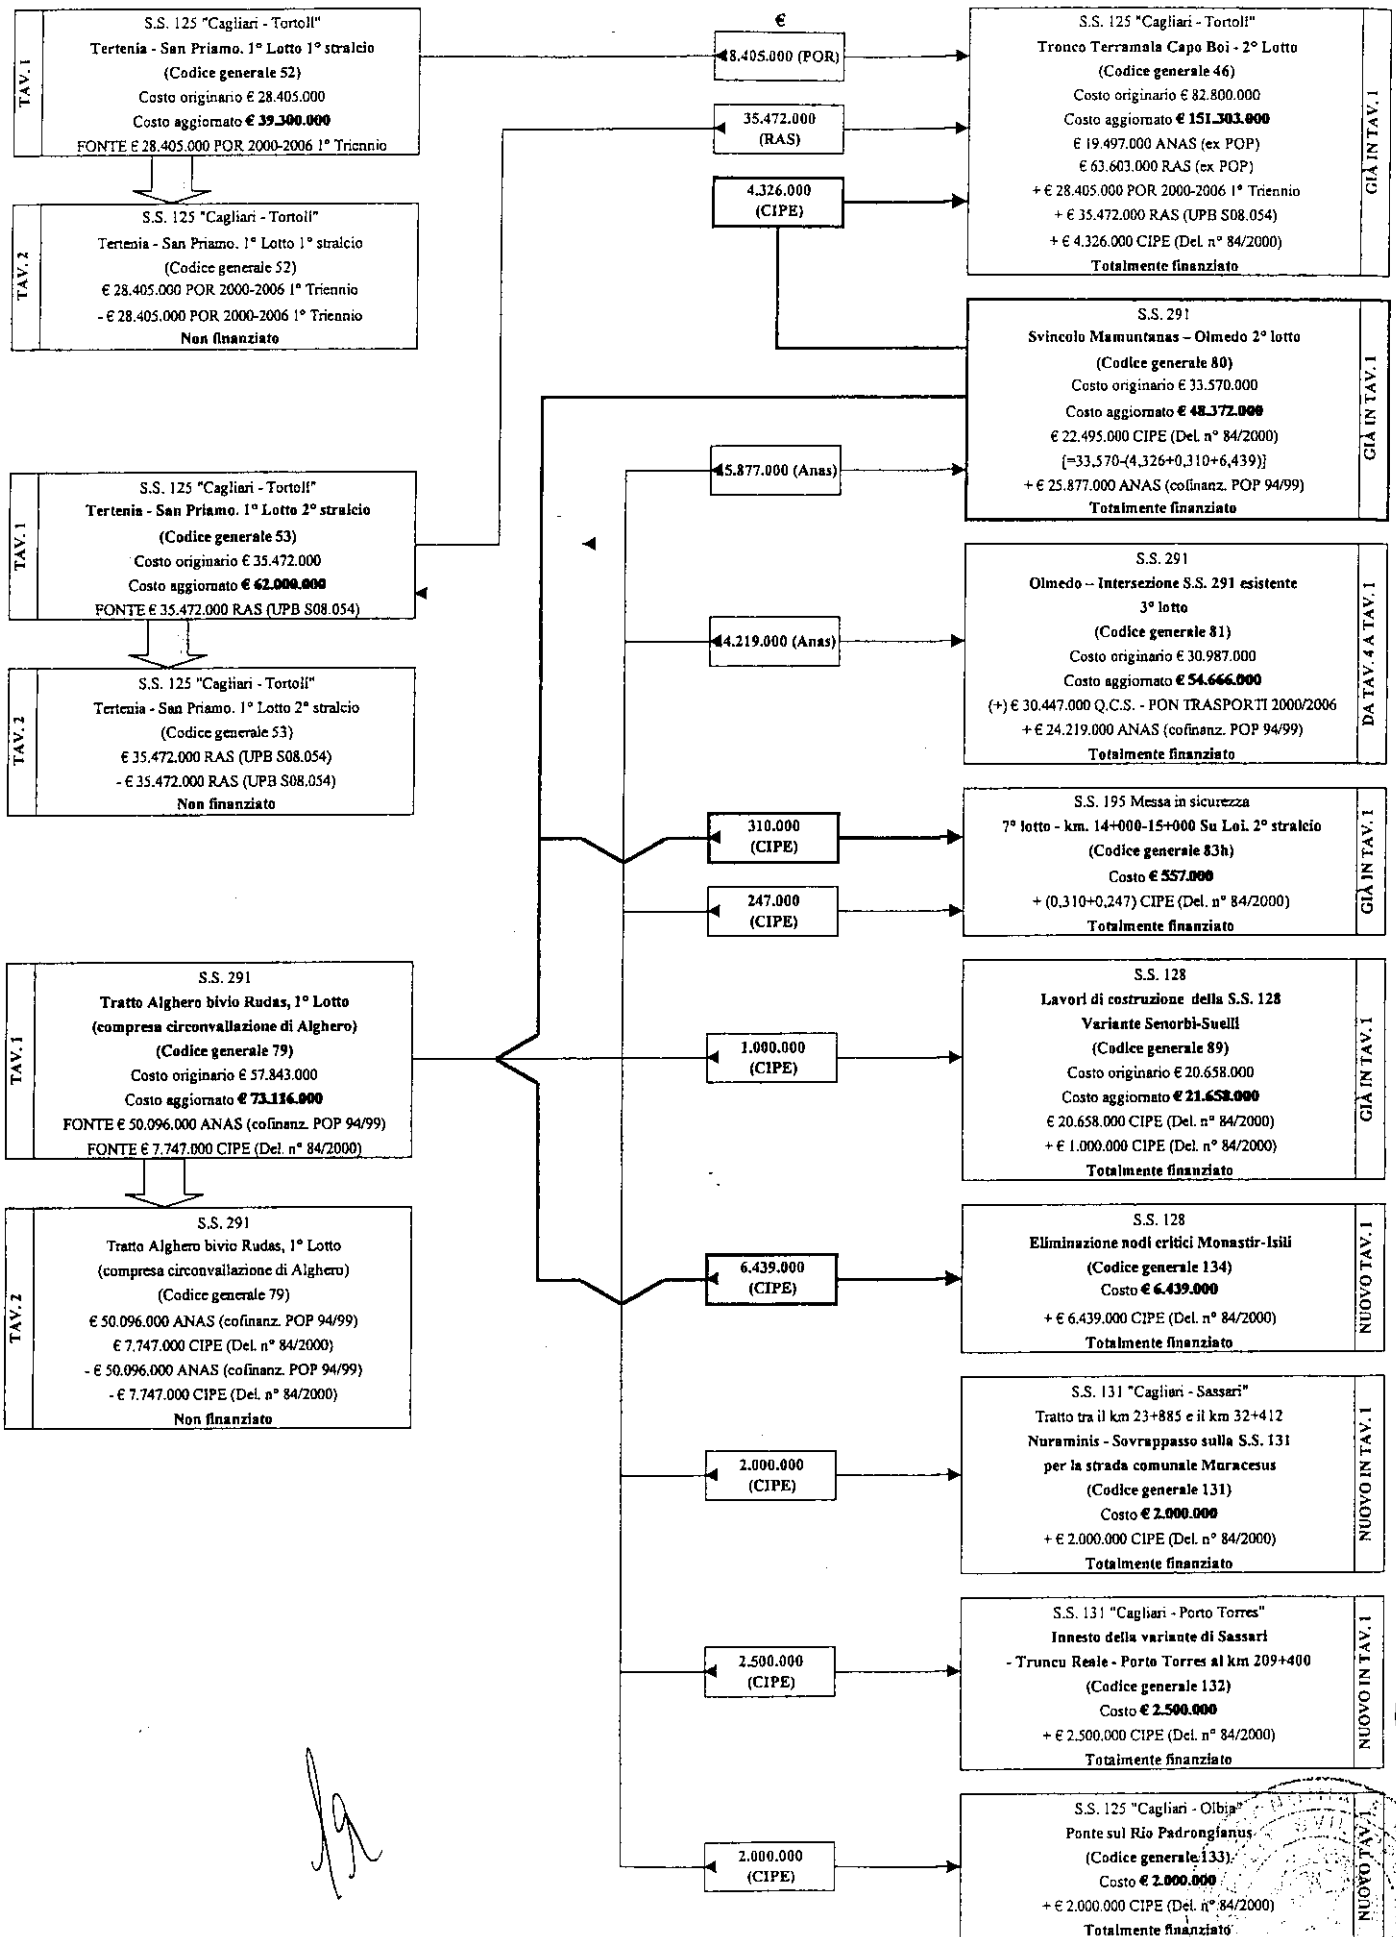 TAV. 1
S.S. 125 "Cagliari - Tortolì"
Tertenia - San Priamo. 1° Lotto 1° stralcio
(Codice generale 52)
Costo originario € 28.405.000
Costo aggiornato € 39.300.000
FONTE € 28.405.000 POR 2000-2006 1° Triennio
TAV. 2
S.S. 125 "Cagliari - Tortolì"
Tertenia - San Priamo. 1° Lotto 1° stralcio
(Codice generale 52)
€ 28.405.000 POR 2000-2006 1° Triennio
- € 28.405.000 POR 2000-2006 1° Triennio
Non finanziato
TAV. 1
S.S. 125 "Cagliari - Tortolì"
Tertenia - San Priamo. 1° Lotto 2° stralcio
(Codice generale 53)
Costo originario € 35.472.000
Costo aggiornato € 62.000.000
FONTE € 35.472.000 RAS (UPB S08.054)
TAV. 2
S.S. 125 "Cagliari - Tortolì"
Tertenia - San Priamo. 1° Lotto 2° stralcio
(Codice generale 53)
€ 35.472.000 RAS (UPB S08.054)
- € 35.472.000 RAS (UPB S08.054)
Non finanziato
TAV. 1
S.S. 291
Tratto Alghero bivio Rudas, 1° Lotto
(compresa circonvallazione di Alghero)
(Codice generale 79)
Costo originario € 57.843.000
Costo aggiornato € 73.116.000
FONTE € 50.096.000 ANAS (cofinanz. POP 94/99)
FONTE € 7.747.000 CIPE (Del. n° 84/2000)
TAV. 2
S.S. 291
Tratto Alghero bivio Rudas, 1° Lotto
(compresa circonvallazione di Alghero)
(Codice generale 79)
€ 50.096.000 ANAS (cofinanz. POP 94/99)
€ 7.747.000 CIPE (Del. n° 84/2000)
- € 50.096.000 ANAS (cofinanz. POP 94/99)
- € 7.747.000 CIPE (Del. n° 84/2000)
Non finanziato
€
8.405.000 (POR)
35.472.000
(RAS)
4.326.000
(CIPE)
5.877.000 (Anas)
4.219.000 (Anas)
310.000
(CIPE)
247.000
(CIPE)
1.000.000
(CIPE)
6.439.000
(CIPE)
2.000.000
(CIPE)
2.500.000
(CIPE)
2.000.000
(CIPE)
S.S. 125 "Cagliari - Tortolì"
Tronco Terramala Capo Boi - 2° Lotto
(Codice generale 46)
Costo originario € 82.800.000
Costo aggiornato € 151.303.000
€ 19.497.000 ANAS (ex POP)
€ 63.603.000 RAS (ex POP)
+ € 28.405.000 POR 2000-2006 1° Triennio
+ € 35.472.000 RAS (UPB S08.054)
+ € 4.326.000 CIPE (Del. n° 84/2000)
Totalmente finanziato
GIÀ IN TAV. 1
S.S. 291
Svincolo Mamuntanas – Olmedo 2° lotto
(Codice generale 80)
Costo originario € 33.570.000
Costo aggiornato € 48.372.000
€ 22.495.000 CIPE (Del. n° 84/2000)
[=33,570-(4,326+0,310+6,439)]
+ € 25.877.000 ANAS (cofinanz. POP 94/99)
Totalmente finanziato
GIÀ IN TAV. 1
S.S. 291
Olmedo – Intersezione S.S. 291 esistente
3° lotto
(Codice generale 81)
Costo originario € 30.987.000
Costo aggiornato € 54.666.000
(+) € 30.447.000 Q.C.S. - PON TRASPORTI 2000/2006
+ € 24.219.000 ANAS (cofinanz. POP 94/99)
Totalmente finanziato
DA TAV. 4 A TAV. 1
S.S. 195 Messa in sicurezza
7° lotto - km. 14+000-15+000 Su Loi. 2° stralcio
(Codice generale 83h)
Costo € 557.000
+ (0,310+0,247) CIPE (Del. n° 84/2000)
Totalmente finanziato
GIÀ IN TAV. 1
S.S. 128
Lavori di costruzione della S.S. 128
Variante Senorbì-Suelli
(Codice generale 89)
Costo originario € 20.658.000
Costo aggiornato € 21.658.000
€ 20.658.000 CIPE (Del. n° 84/2000)
+ € 1.000.000 CIPE (Del. n° 84/2000)
Totalmente finanziato
GIÀ IN TAV. 1
S.S. 128
Eliminazione nodi critici Monastir-Isili
(Codice generale 134)
Costo € 6.439.000
+ € 6.439.000 CIPE (Del. n° 84/2000)
Totalmente finanziato
NUOVO TAV. 1
S.S. 131 "Cagliari - Sassari"
Tratto tra il km 23+885 e il km 32+412
Nuraminis - Sovrappasso sulla S.S. 131
per la strada comunale Muracesus
(Codice generale 131)
Costo € 2.000.000
+ € 2.000.000 CIPE (Del. n° 84/2000)
Totalmente finanziato
NUOVO IN TAV. 1
S.S. 131 "Cagliari - Porto Torres"
Innesto della variante di Sassari
- Truncu Reale - Porto Torres al km 209+400
(Codice generale 132)
Costo € 2.500.000
+ € 2.500.000 CIPE (Del. n° 84/2000)
Totalmente finanziato
NUOVO IN TAV. 1
S.S. 125 "Cagliari - Olbia"
Ponte sul Rio Padrongianus
(Codice generale 133)
Costo € 2.000.000
+ € 2.000.000 CIPE (Del. n° 84/2000)
Totalmente finanziato
NUOVO TAV. 1